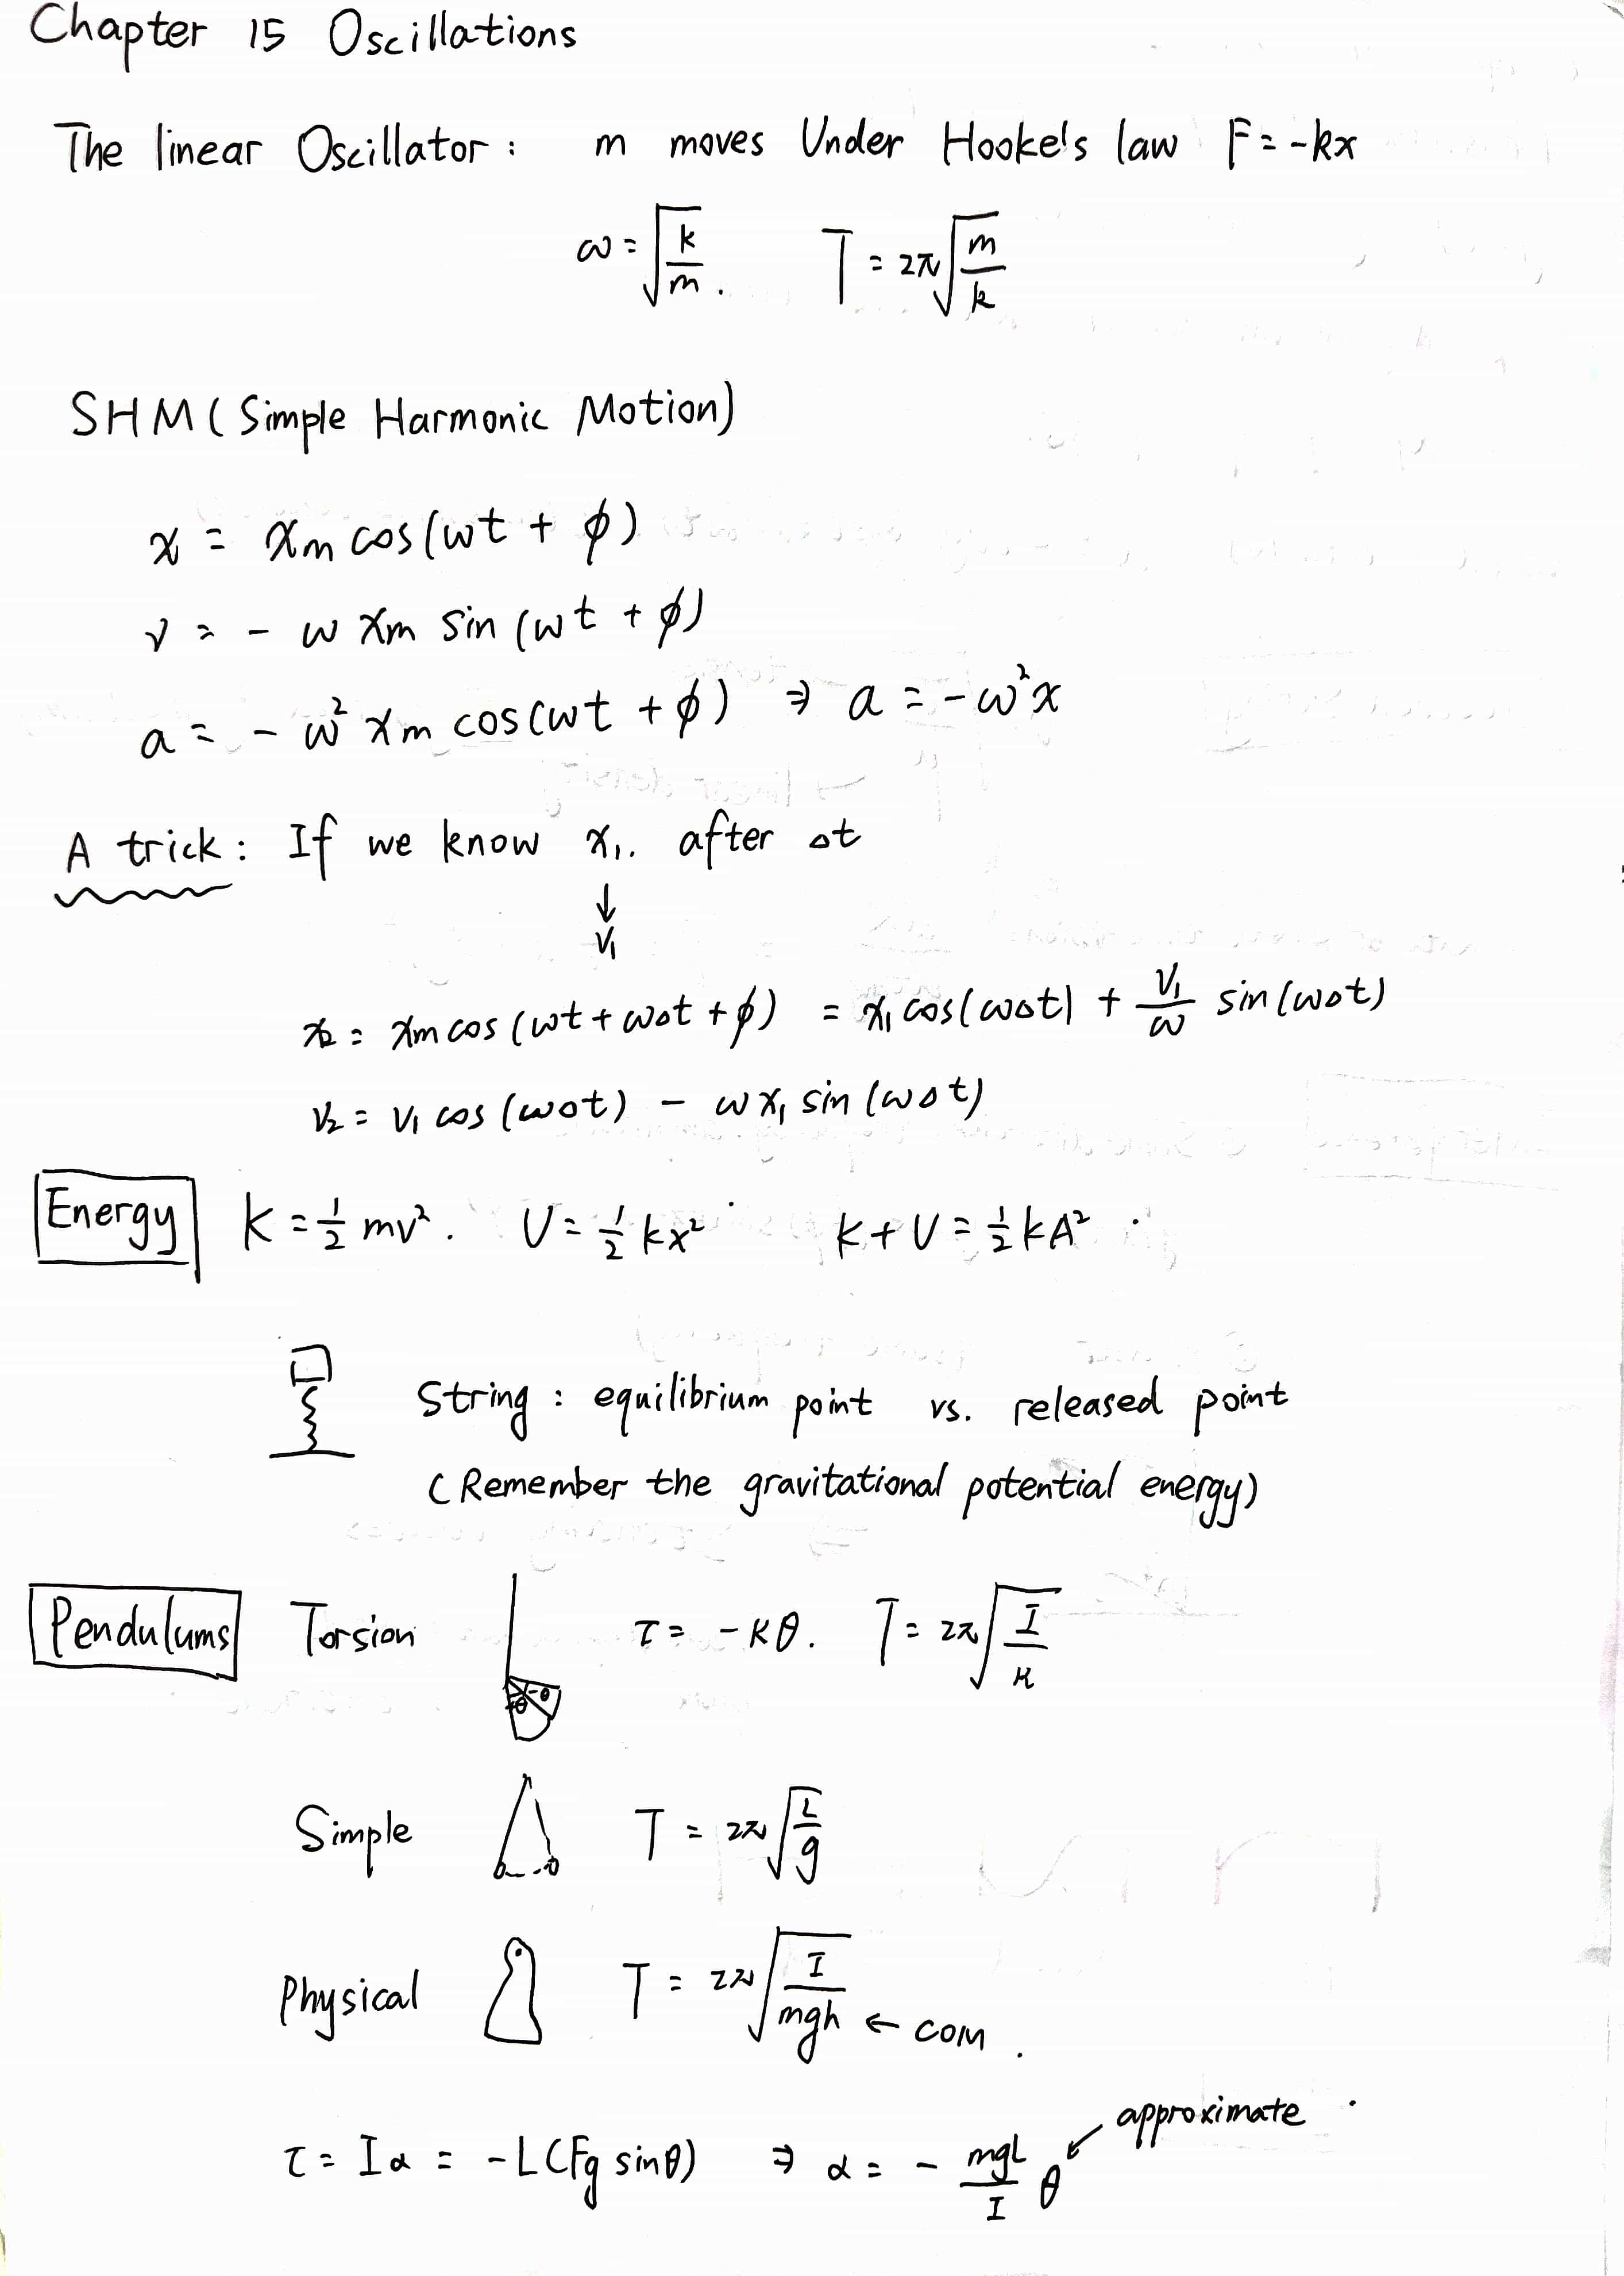 Chapter 15 Oscillations
The linear Oscillator : m moves Under Hooke's law F = -kx
ω = √(k/m). T = 2π√(m/k)
SHM (Simple Harmonic Motion)
x = xm cos(ωt + φ)
v = - ω xm sin (ωt + φ)
a = - ω² xm cos(ωt + φ) ⇒ a = -ω²x
A trick : If we know x₁. after Δt
↓
v₁
x₂ = xm cos (ωt + ωΔt + φ) = x₁ cos(ωΔt) + v₁/ω sin(ωΔt)
v₂ = v₁ cos (ωΔt) - ωx₁ sin (ωΔt)
Energy K = ½ mv². U = ½ kx² K + U = ½ kA²
String : equilibrium point vs. released point
(Remember the gravitational potential energy)
Pendulums Torsion τ = -κθ. T = 2π√(I/κ)
-θ
+θ
Simple T = 2π√(L/g)
Physical T = 2π√(I/mgh) ← com .
approximate
τ = Iα = -L(Fg sinθ) ⇒ α = - mgL/I θ